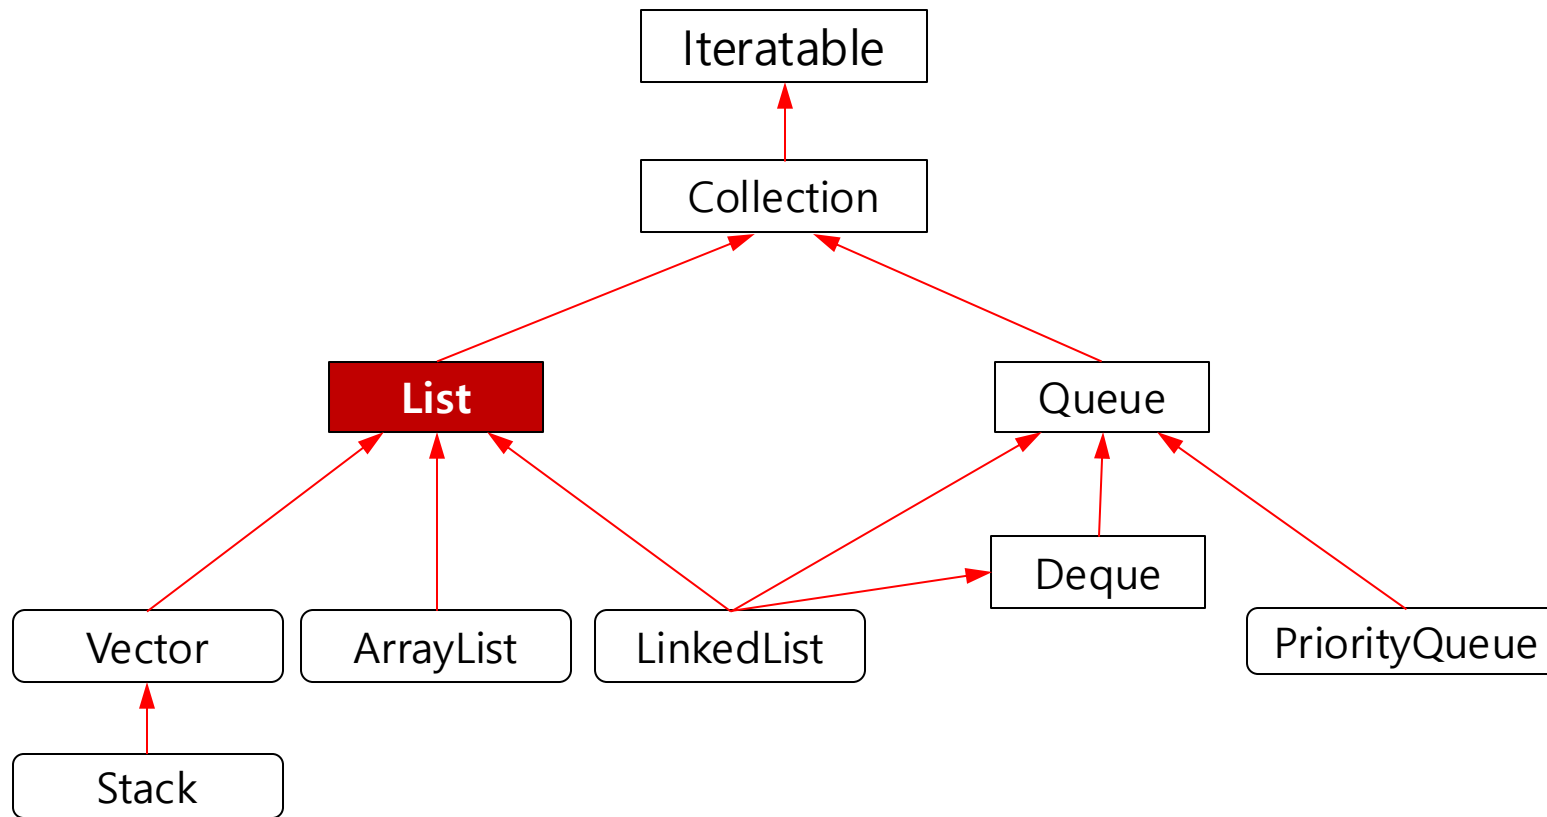 Iteratable
Collection
List
Queue
Deque
Vector
ArrayList
LinkedList
PriorityQueue
Stack